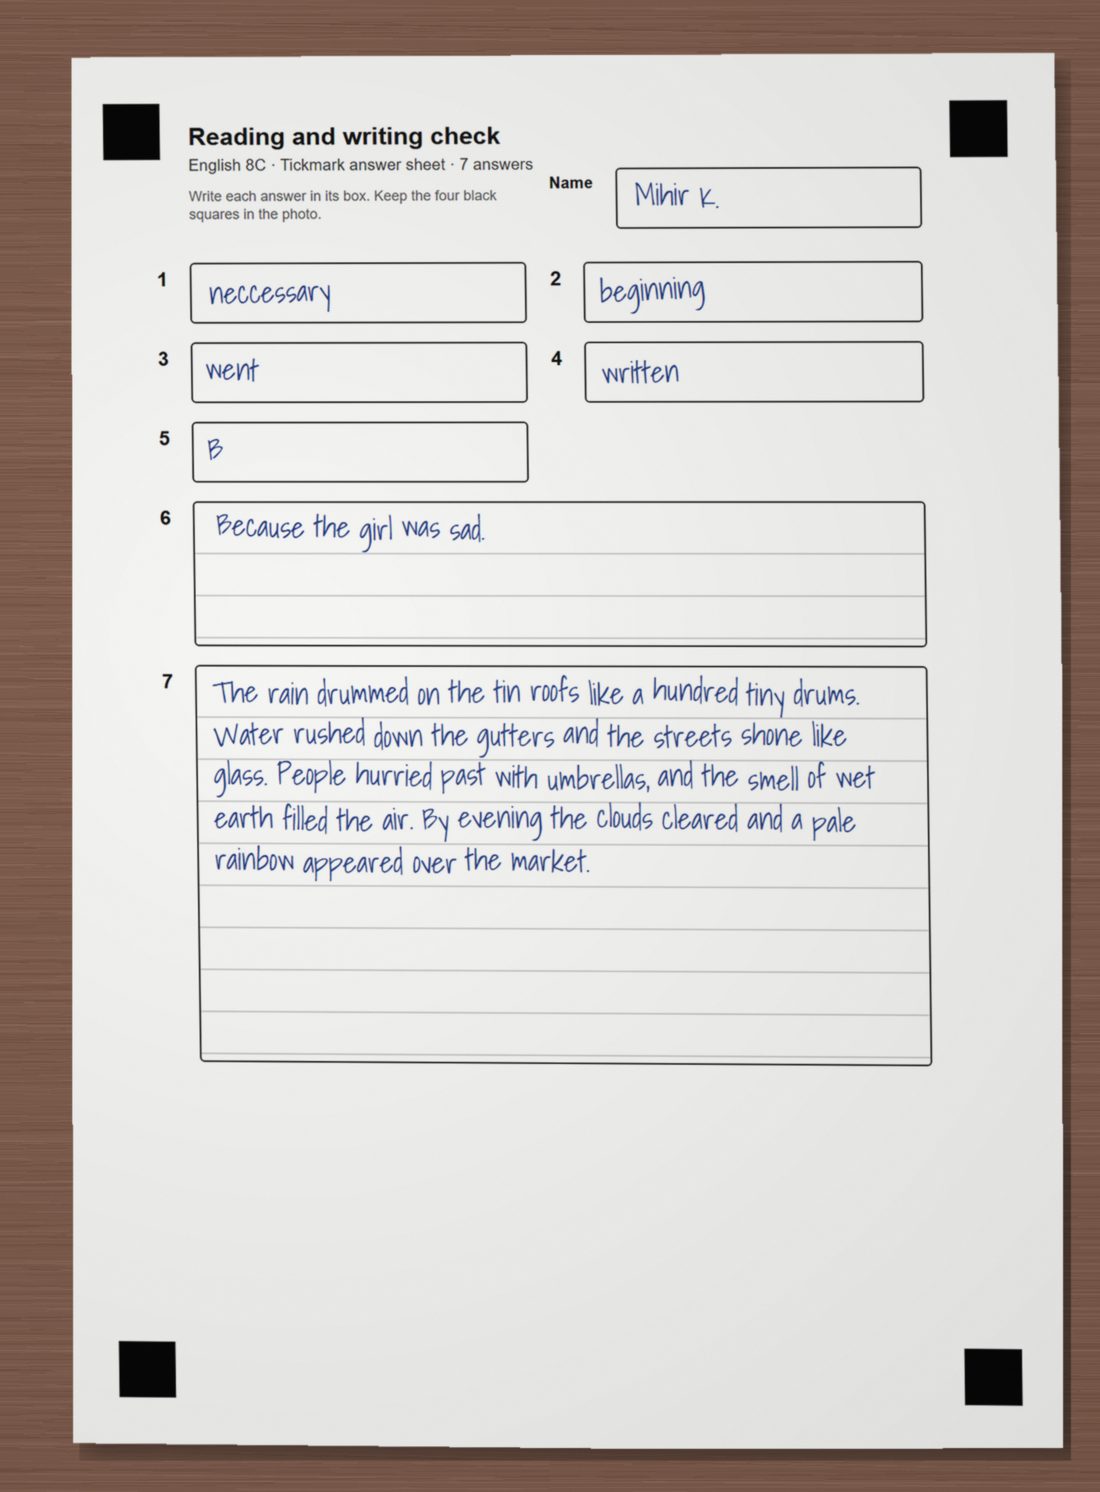 Reading and writing check
English 8C · Tickmark answer sheet · 7 answers
Write each answer in its box. Keep the four black
squares in the photo.
Name
Mihir K.
1
neccessary
2
beginning
3
went
4
written
5
B
6
Because the girl was sad.
7
The rain drummed on the tin roofs like a hundred tiny drums.
Water rushed down the gutters and the streets shone like
glass. People hurried past with umbrellas, and the smell of wet
earth filled the air. By evening the clouds cleared and a pale
rainbow appeared over the market.